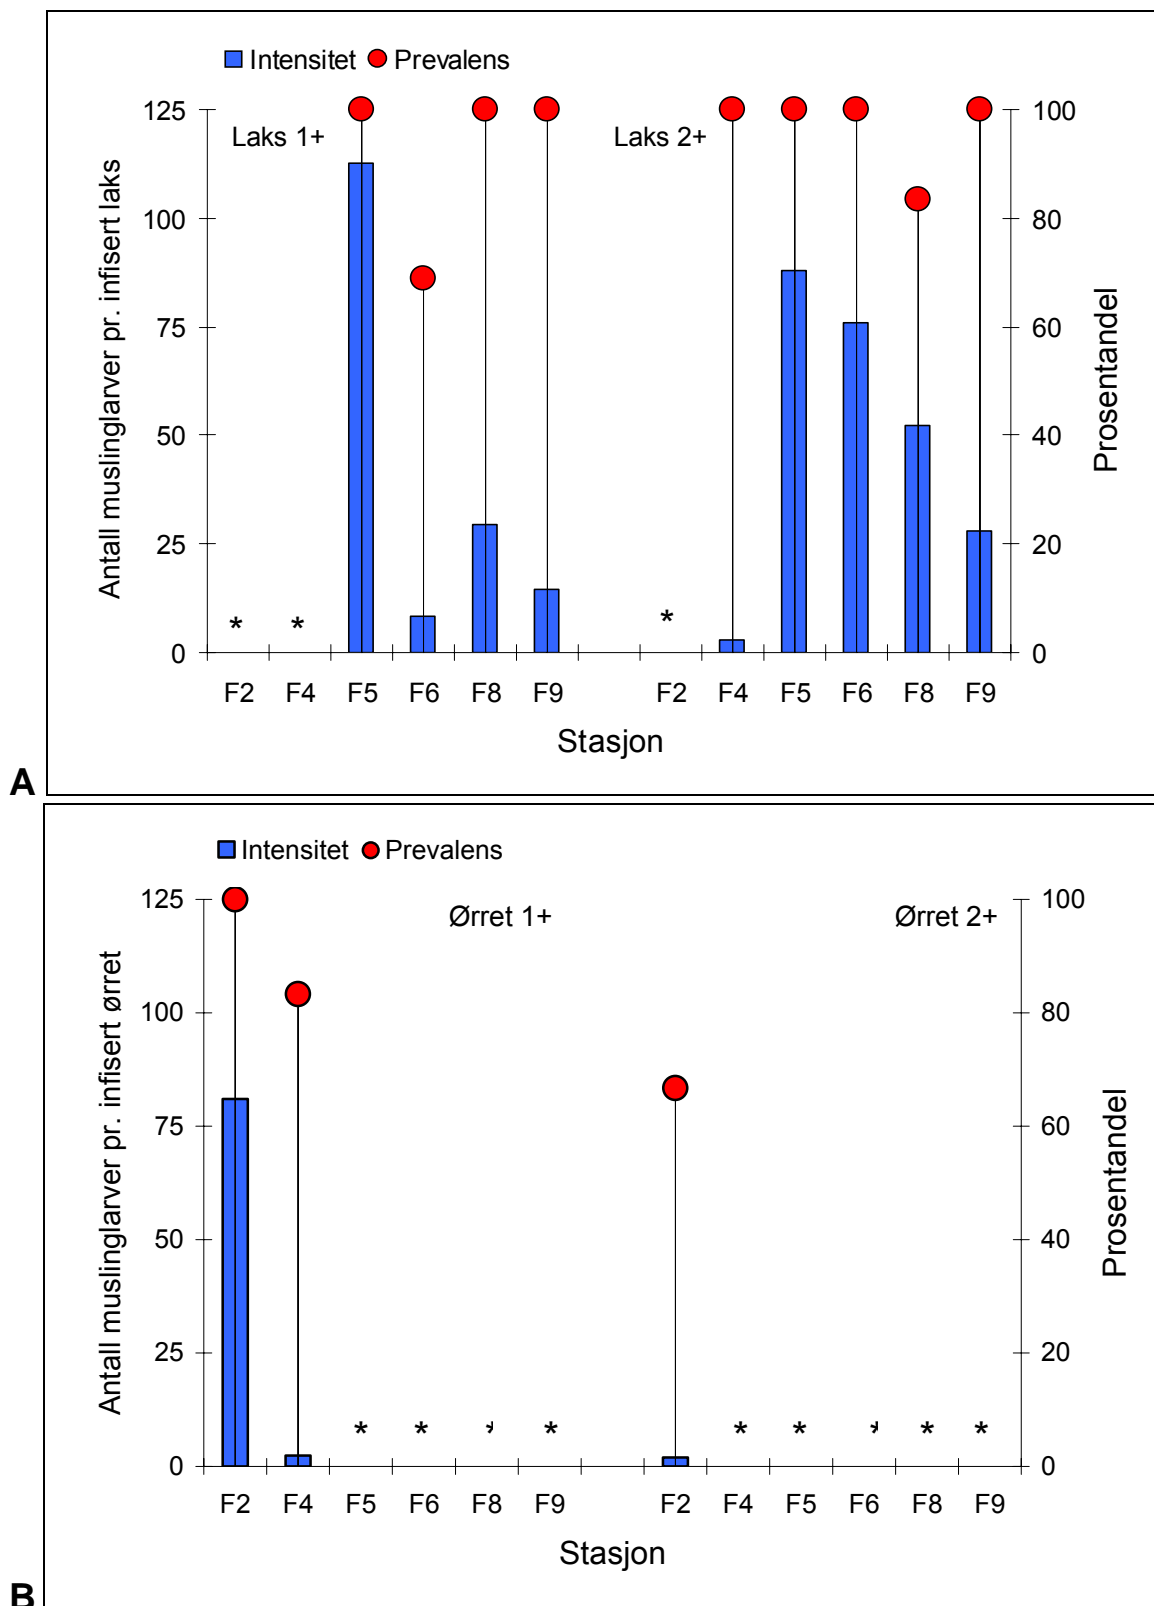 Intensitet Prevalens
125 100
Laks 1+ Laks 2+
100 80
75 60
50 40
25 20
* * *
0 0
F2 F4 F5 F6 F8 F9 F2 F4 F5 F6 F8 F9
Stasjon
Antall muslinglarver pr. infisert laks
Prosentandel
A
Intensitet Prevalens
125 100
Ørret 1+ Ørret 2+
100 80
75 60
50 40
25 20
* * * * * * * * *
0 0
F2 F4 F5 F6 F8 F9 F2 F4 F5 F6 F8 F9
Stasjon
Antall muslinglarver pr. infisert ørret
Prosentandel
B